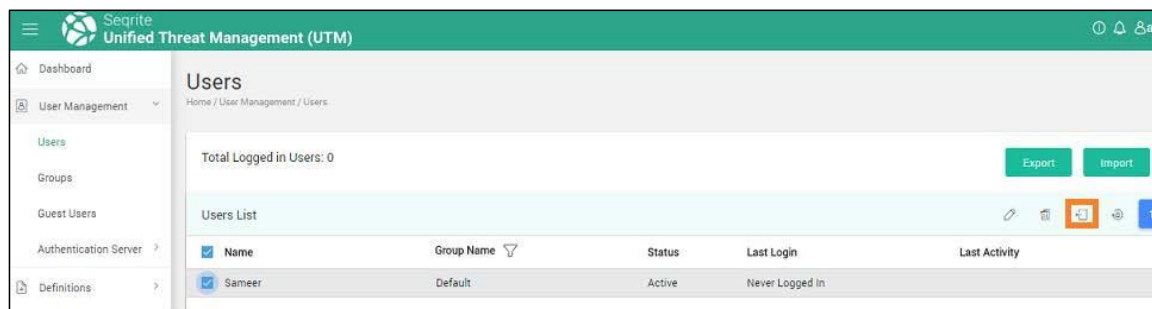 Seqrite
Unified Threat Management (UTM)
Dashboard
User Management
Users
Groups
Guest Users
Authentication Server
Definitions
Users
Home / User Management / Users
Total Logged in Users: 0
Export
Import
Users List
Name
Group Name
Status
Last Login
Last Activity
Sameer
Default
Active
Never Logged In